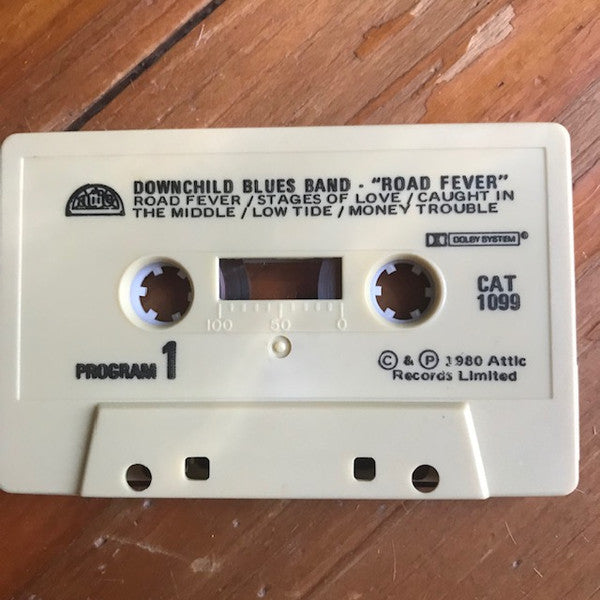 attic
DOWNCHILD BLUES BAND - "ROAD FEVER"
ROAD FEVER / STAGES OF LOVE / CAUGHT IN
THE MIDDLE / LOW TIDE / MONEY TROUBLE
DOLBY SYSTEM®
CAT
1099
100 50 0
PROGRAM 1
© & ℗ 1980 Attic
Records Limited